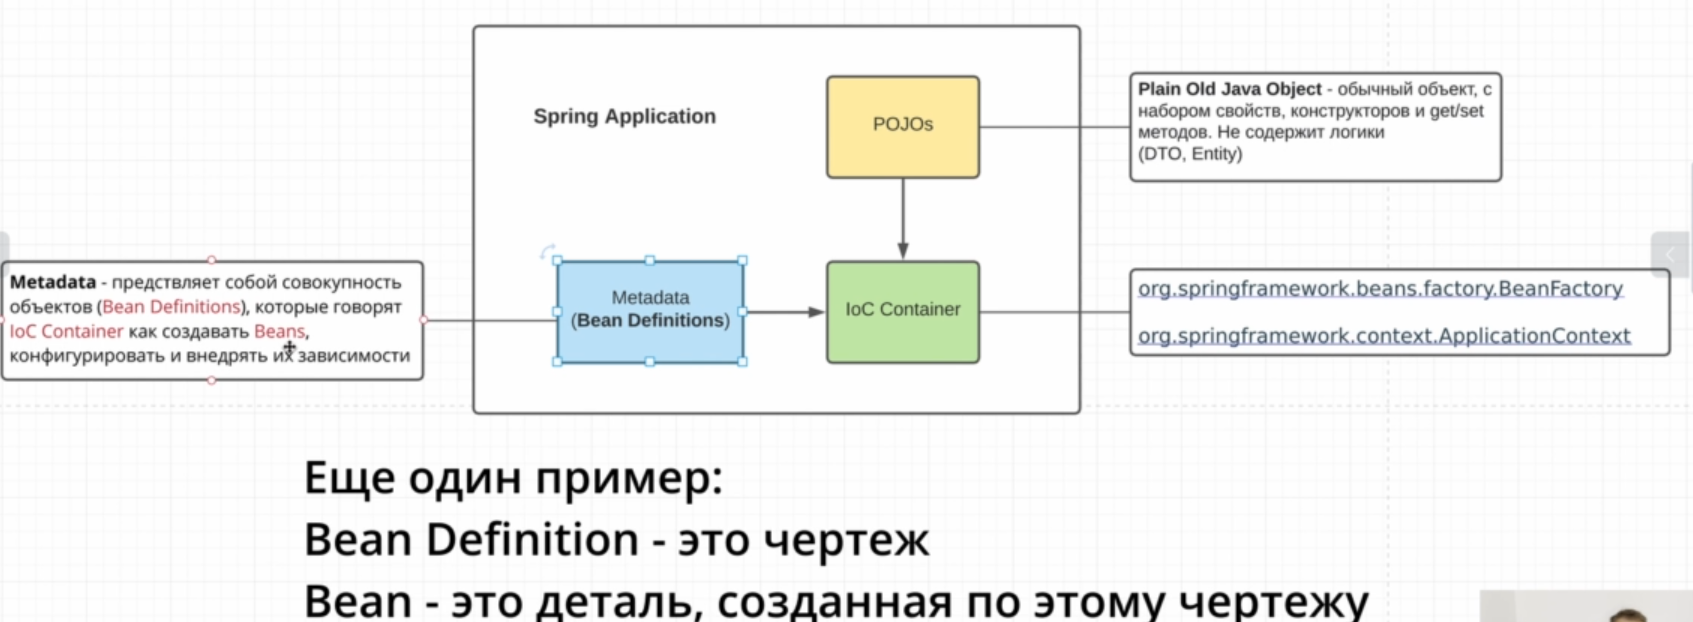 Spring Application
POJOs
Plain Old Java Object - обычный объект, с
набором свойств, конструкторов и get/set
методов. Не содержит логики
(DTO, Entity)
Metadata - предствляет собой совокупность
объектов (Bean Definitions), которые говорят
IoC Container как создавать Beans,
конфигурировать и внедрять их зависимости
Metadata
(Bean Definitions)
IoC Container
org.springframework.beans.factory.BeanFactory
org.springframework.context.ApplicationContext
Еще один пример:
Bean Definition - это чертеж
Bean - это деталь, созданная по этому чертежу